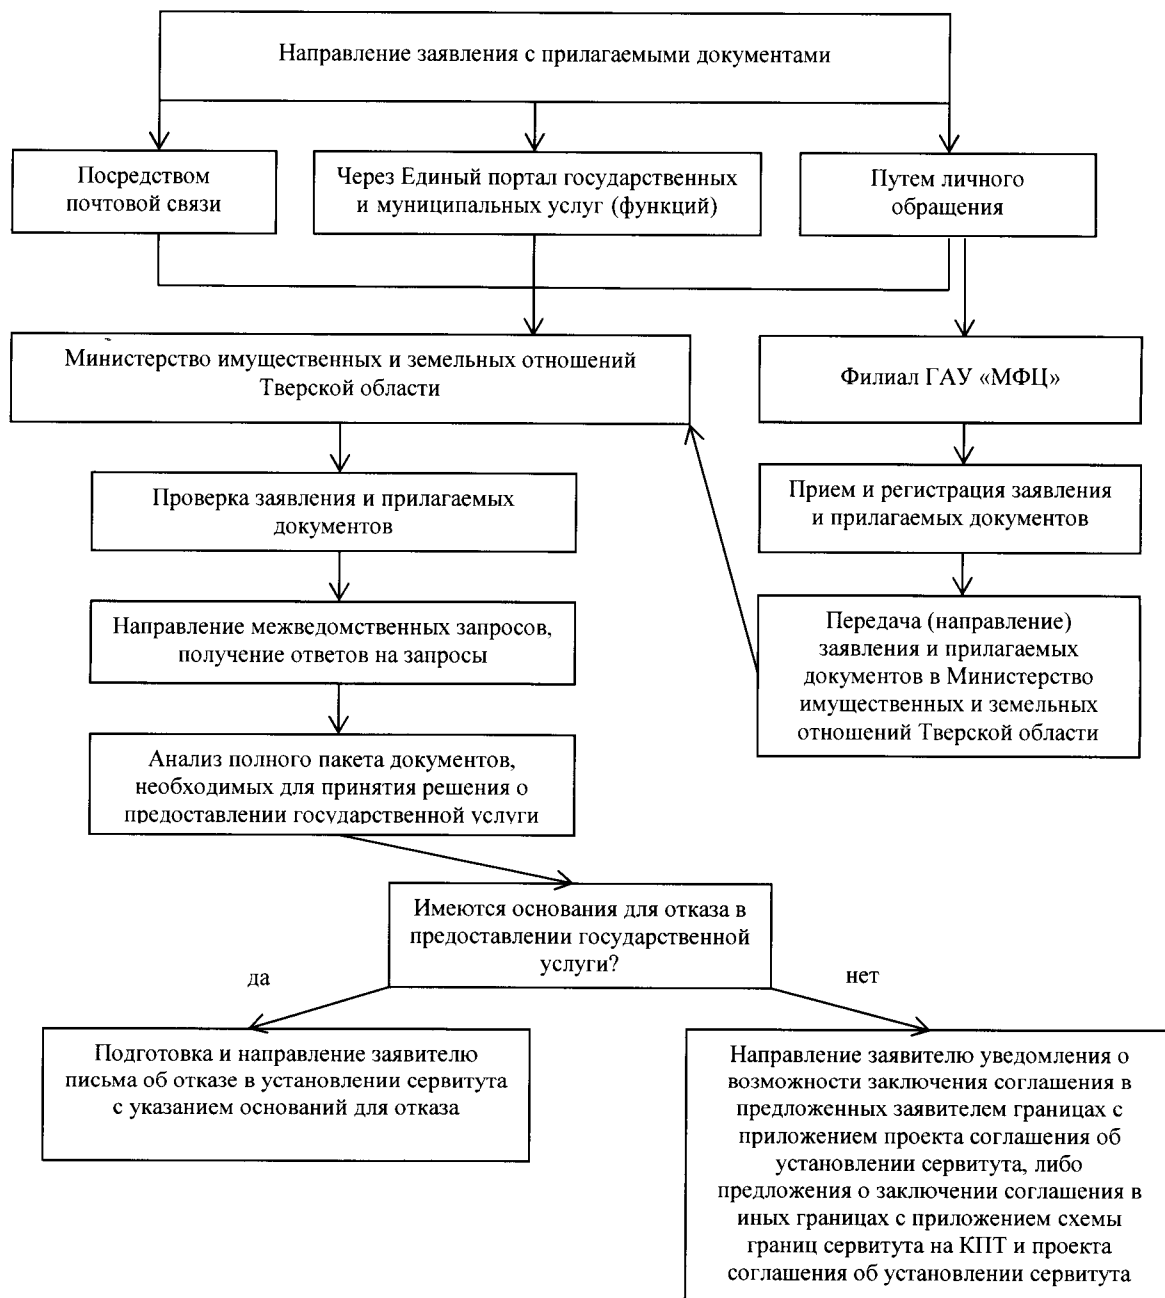 Направление заявления с прилагаемыми документами
Посредством
почтовой связи
Через Единый портал государственных
и муниципальных услуг (функций)
Путем личного
обращения
Министерство имущественных и земельных отношений
Тверской области
Филиал ГАУ «МФЦ»
Проверка заявления и прилагаемых
документов
Прием и регистрация заявления
и прилагаемых документов
Направление межведомственных запросов,
получение ответов на запросы
Передача (направление)
заявления и прилагаемых
документов в Министерство
имущественных и земельных
отношений Тверской области
Анализ полного пакета документов,
необходимых для принятия решения о
предоставлении государственной услуги
Имеются основания для отказа в
предоставлении государственной
услуги?
да
нет
Подготовка и направление заявителю
письма об отказе в установлении сервитута
с указанием оснований для отказа
Направление заявителю уведомления о
возможности заключения соглашения в
предложенных заявителем границах с
приложением проекта соглашения об
установлении сервитута, либо
предложения о заключении соглашения в
иных границах с приложением схемы
границ сервитута на КПТ и проекта
соглашения об установлении сервитута